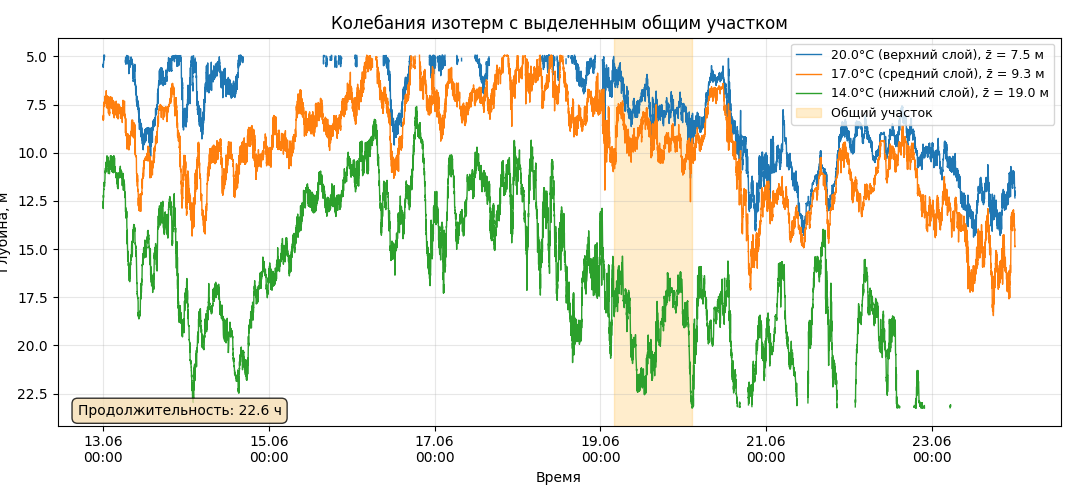 Колебания изотерм с выделенным общим участком
20.0°C (верхний слой), z̄ = 7.5 м
17.0°C (средний слой), z̄ = 9.3 м
14.0°C (нижний слой), z̄ = 19.0 м
Общий участок
Глубина, м
5.0
7.5
10.0
12.5
15.0
17.5
20.0
22.5
Продолжительность: 22.6 ч
13.06 15.06 17.06 19.06 21.06 23.06
00:00 00:00 00:00 00:00 00:00 00:00
Время